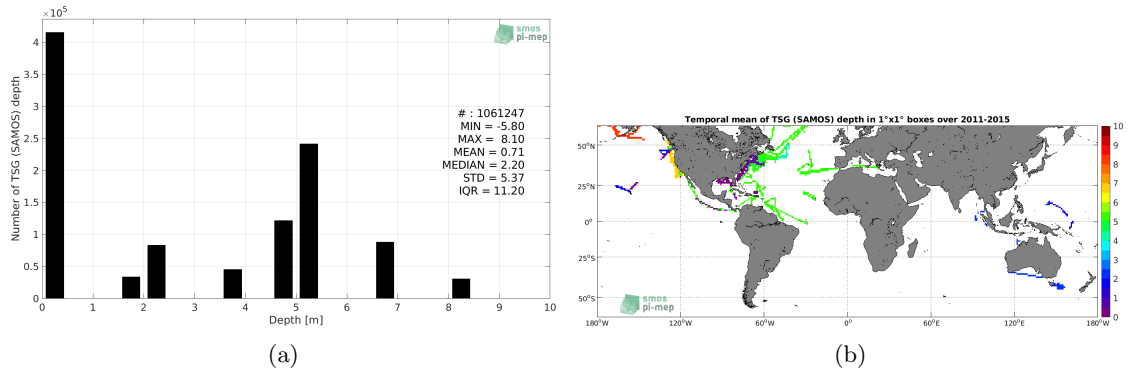 ×10⁵
smos
pi-mep
4
3.5
3
2.5
2
1.5
1
0.5
0
Number of TSG (SAMOS) depth
# : 1061247
MIN = -5.80
MAX = 8.10
MEAN = 0.71
MEDIAN = 2.20
STD = 5.37
IQR = 11.20
0 1 2 3 4 5 6 7 8 9 10
Depth [m]
(a)
Temporal mean of TSG (SAMOS) depth in 1°x1° boxes over 2011-2015
50°N
25°N
0°
25°S
50°S
smos
pi-mep
180°W 120°W 60°W 0° 60°E 120°E 180°W
10
9
8
7
6
5
4
3
2
1
0
(b)